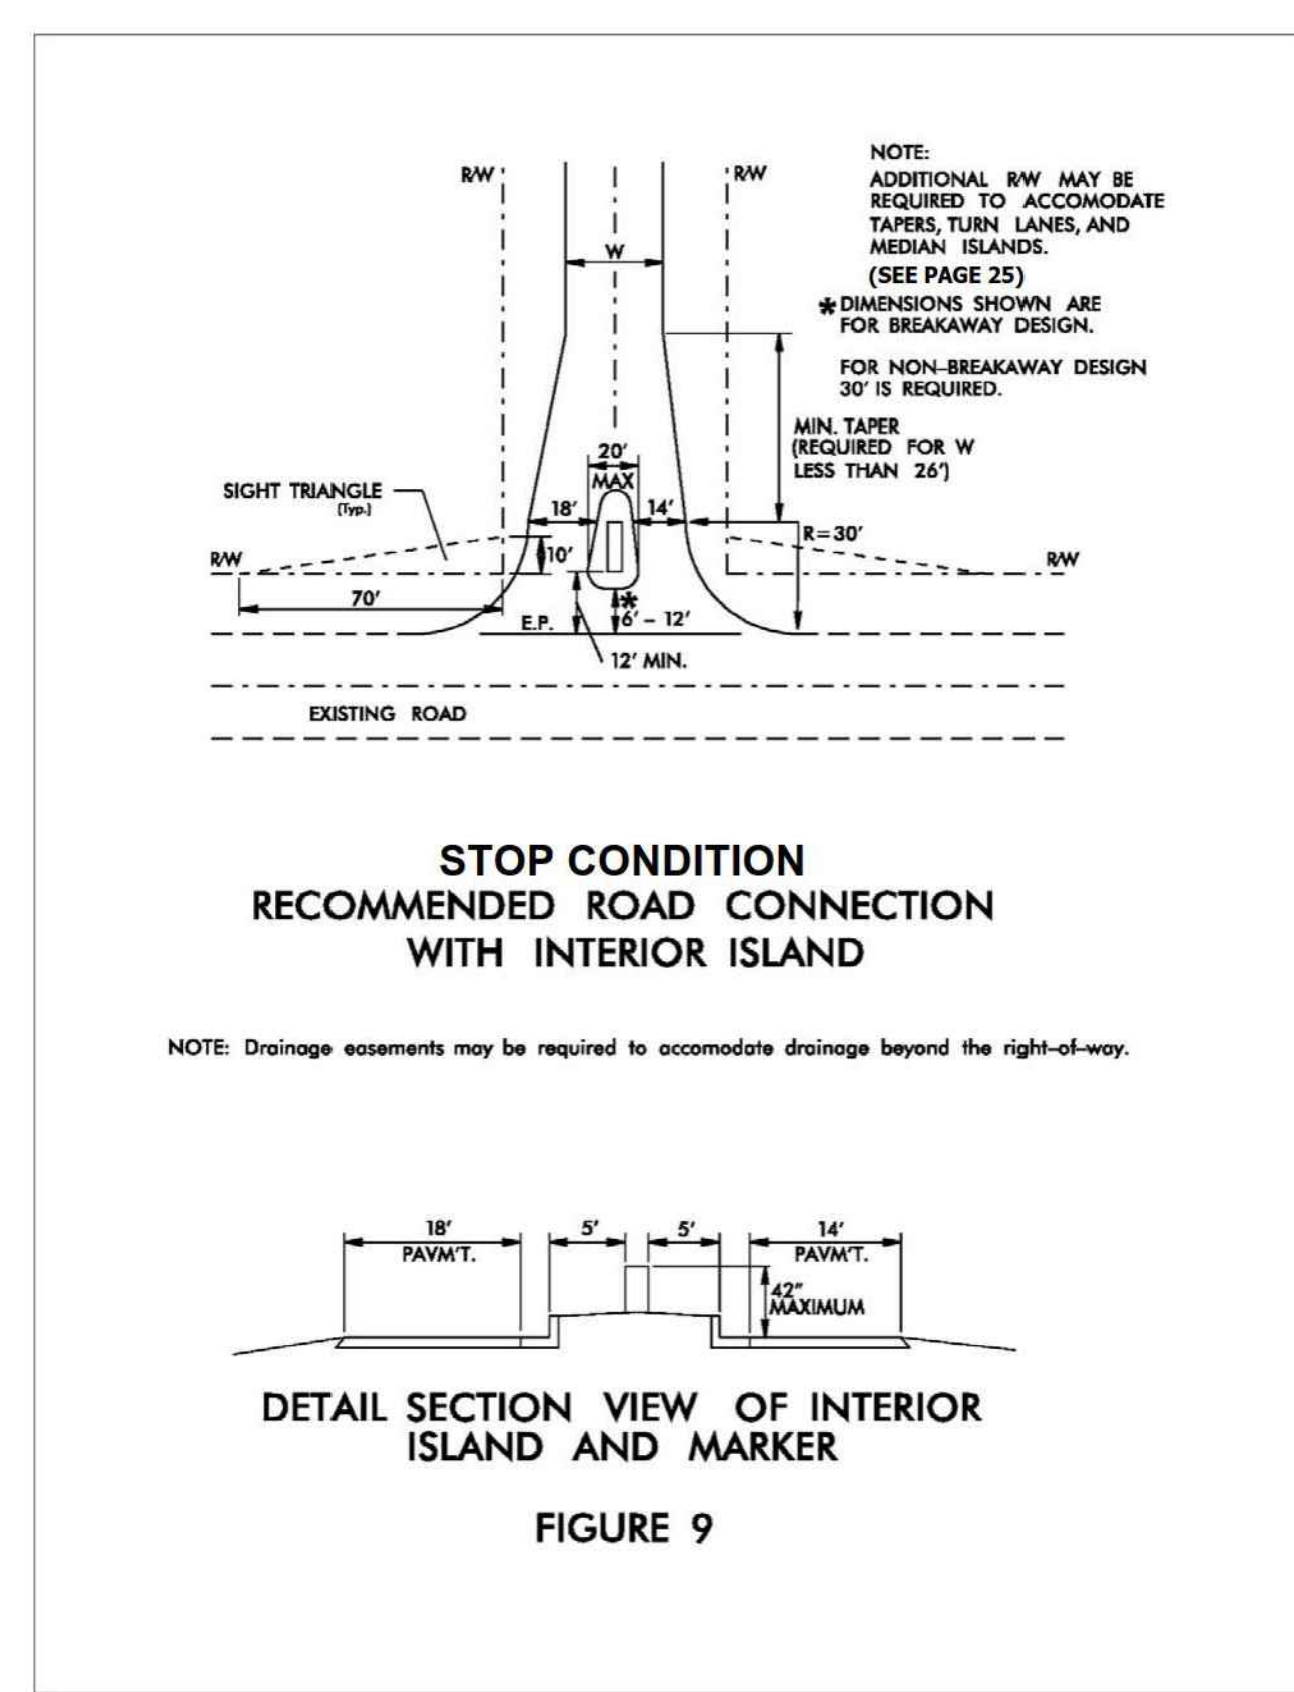 R/W
R/W
NOTE:
ADDITIONAL R/W MAY BE
REQUIRED TO ACCOMODATE
TAPERS, TURN LANES, AND
MEDIAN ISLANDS.
(SEE PAGE 25)
* DIMENSIONS SHOWN ARE
FOR BREAKAWAY DESIGN.
FOR NON-BREAKAWAY DESIGN
30' IS REQUIRED.
W
MIN. TAPER
(REQUIRED FOR W
LESS THAN 26')
20'
MAX
SIGHT TRIANGLE
(Typ.)
18'
14'
R=30'
R/W
10'
R/W
70'
*
E.P.
6' - 12'
12' MIN.
EXISTING ROAD
STOP CONDITION
RECOMMENDED ROAD CONNECTION
WITH INTERIOR ISLAND
NOTE: Drainage easements may be required to accomodate drainage beyond the right-of-way.
18'
PAVM'T.
5'
5'
14'
PAVM'T.
42"
MAXIMUM
DETAIL SECTION VIEW OF INTERIOR
ISLAND AND MARKER
FIGURE 9